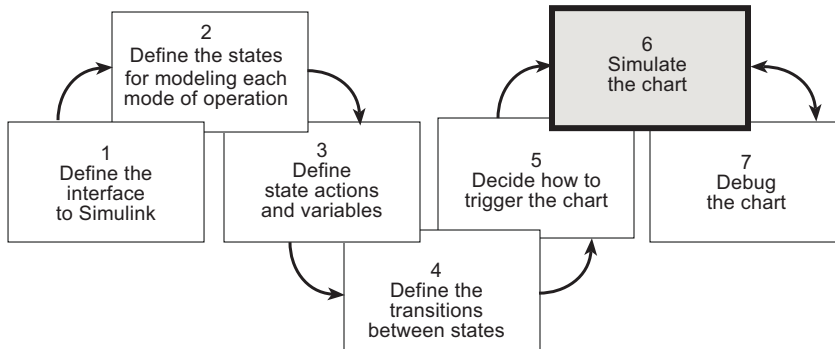 1
Define the
interface
to Simulink
2
Define the states
for modeling each
mode of operation
3
Define
state actions
and variables
4
Define the
transitions
between states
5
Decide how to
trigger the chart
6
Simulate
the chart
7
Debug
the chart